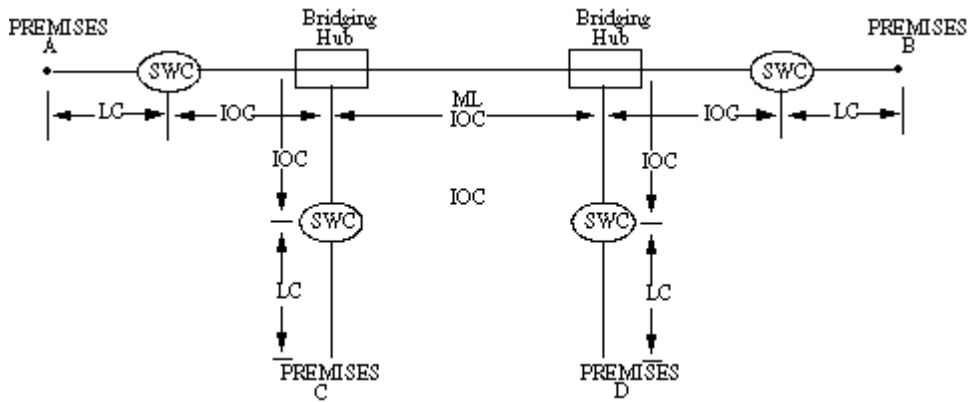 PREMISES
A
Bridging
Hub
Bridging
Hub
PREMISES
B
SWC
SWC
LC
IOC
ML
IOC
IOC
LC
IOC
IOC
IOC
SWC
SWC
LC
LC
PREMISES
C
PREMISES
D